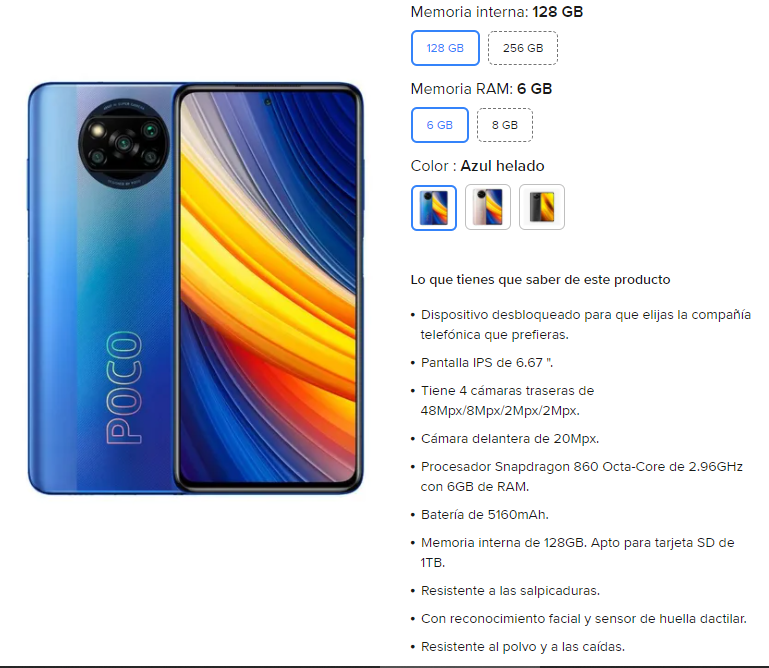 Memoria interna: 128 GB
128 GB
256 GB
Memoria RAM: 6 GB
6 GB
8 GB
Color : Azul helado
POCO
Lo que tienes que saber de este producto
• Dispositivo desbloqueado para que elijas la compañía
telefónica que prefieras.
• Pantalla IPS de 6.67 ".
• Tiene 4 cámaras traseras de
48Mpx/8Mpx/2Mpx/2Mpx.
• Cámara delantera de 20Mpx.
• Procesador Snapdragon 860 Octa-Core de 2.96GHz
con 6GB de RAM.
• Batería de 5160mAh.
• Memoria interna de 128GB. Apto para tarjeta SD de
1TB.
• Resistente a las salpicaduras.
• Con reconocimiento facial y sensor de huella dactilar.
• Resistente al polvo y a las caídas.